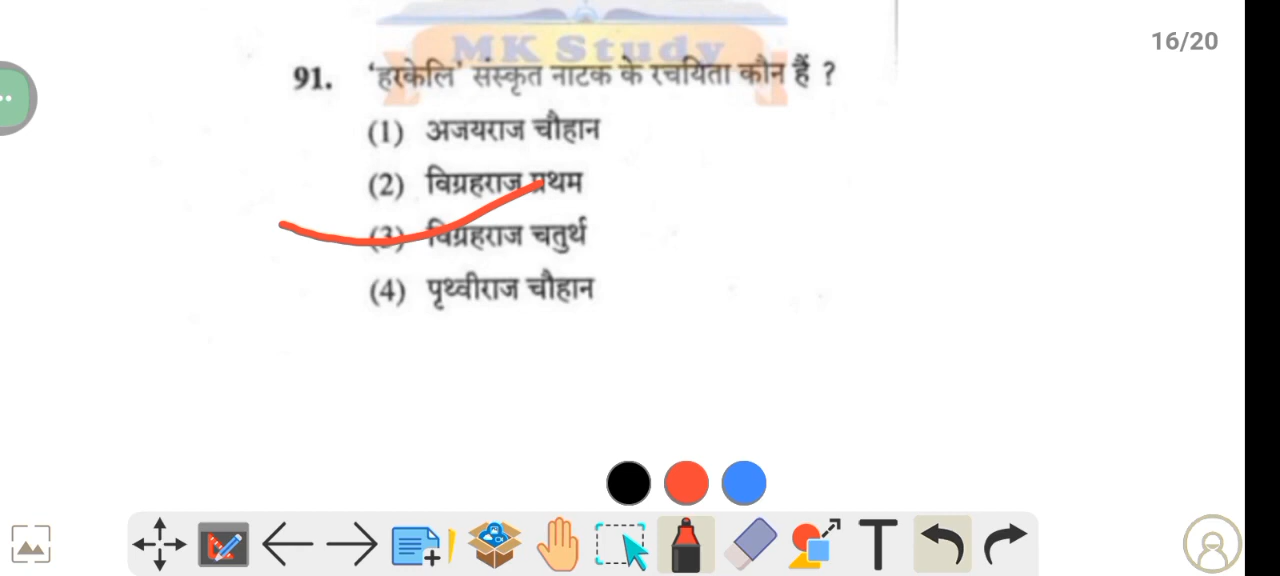 16/20
MK Study
91. 'हरकेलि' संस्कृत नाटक के रचयिता कौन हैं ?
(1) अजयराज चौहान
(2) विग्रहराज प्रथम
(3) विग्रहराज चतुर्थ
(4) पृथ्वीराज चौहान
T